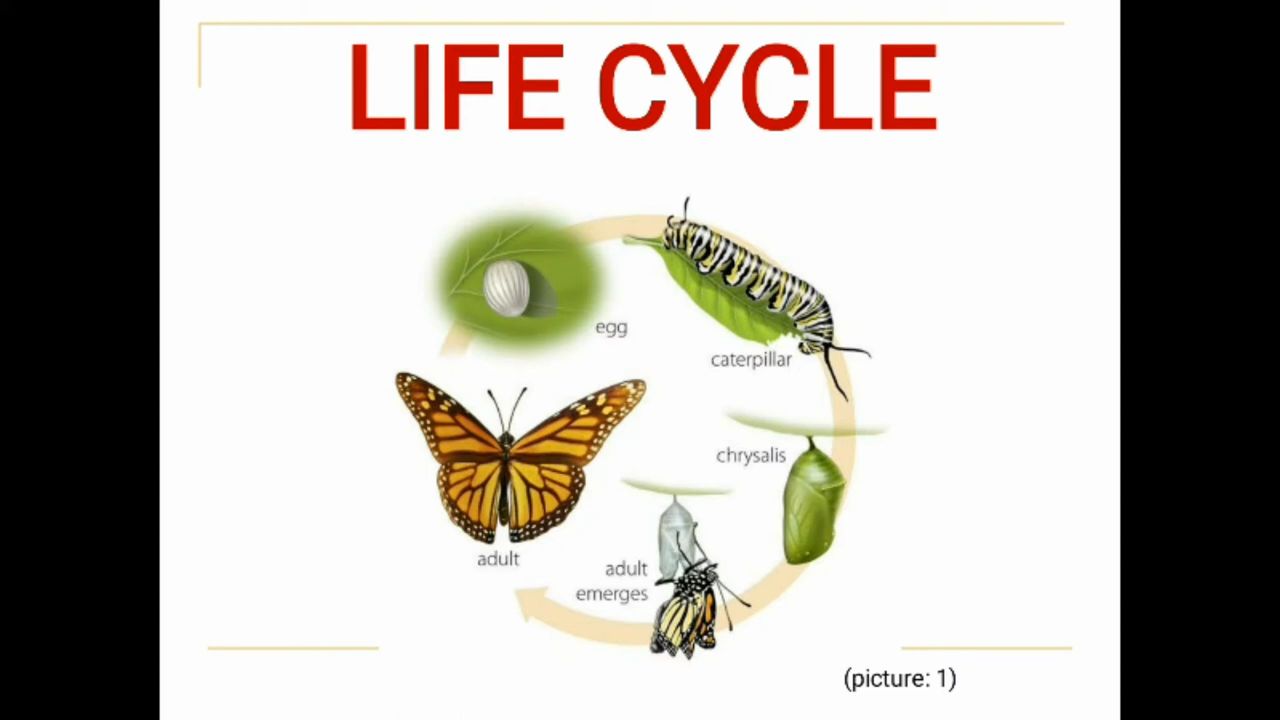 LIFE CYCLE
egg
caterpillar
chrysalis
adult
emerges
adult
(picture: 1)